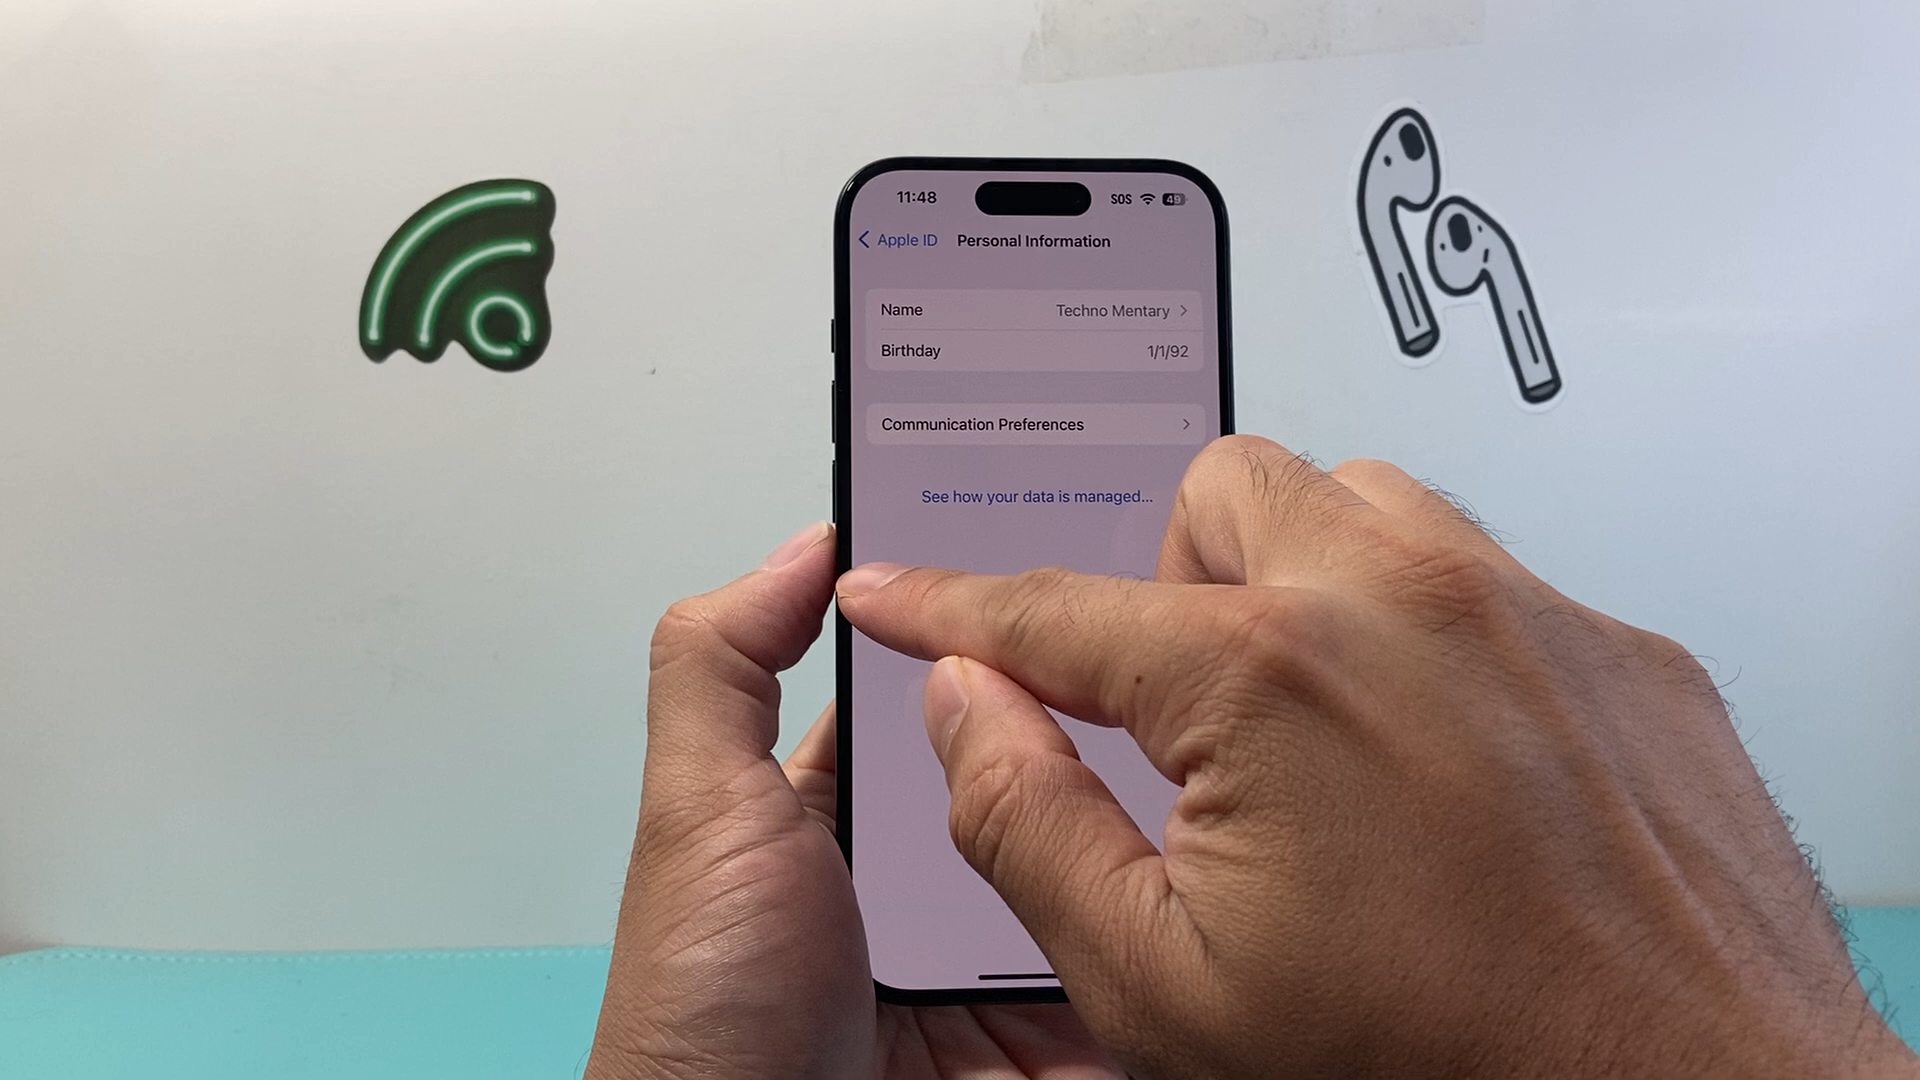 11:48 SOS 49
Apple ID Personal Information
Name Techno Mentary
Birthday 1/1/92
Communication Preferences
See how your data is managed...